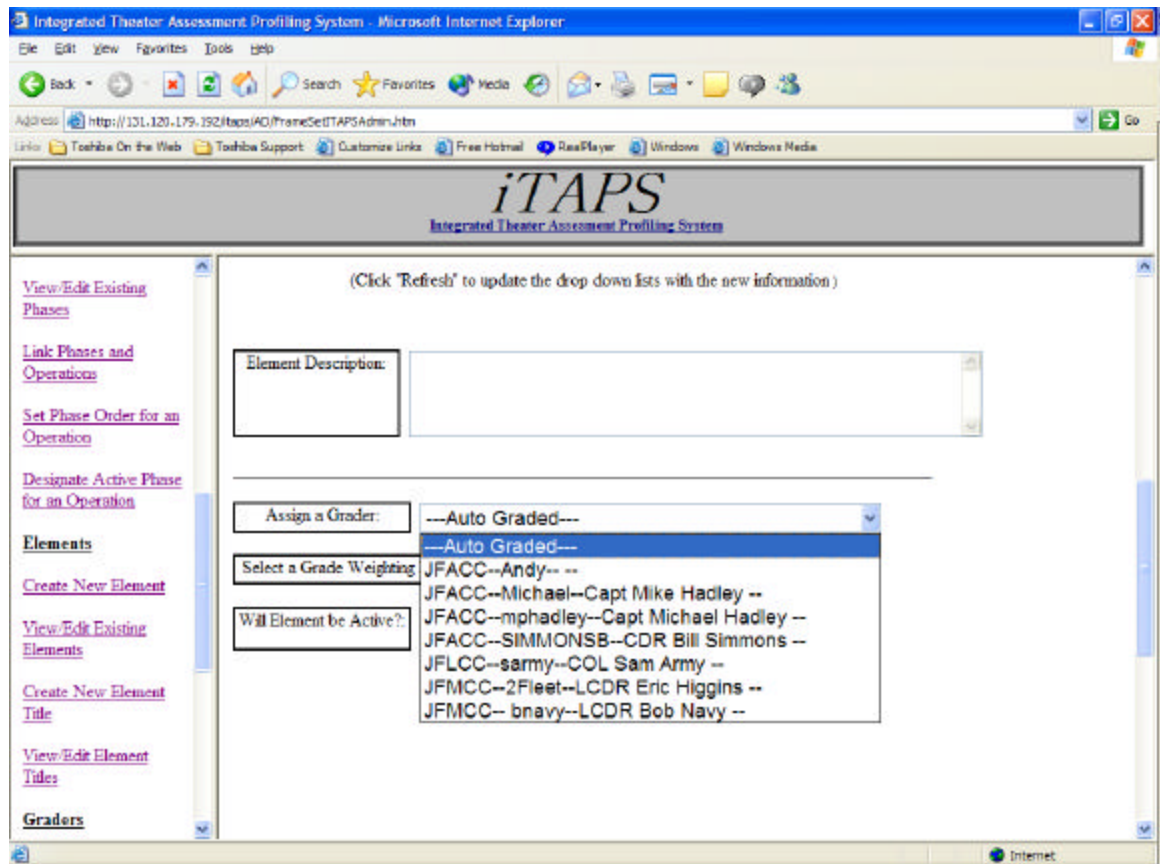 Integrated Theater Assessment Profiling System - Microsoft Internet Explorer
File Edit View Favorites Tools Help
Back Search Favorites Media
Address http://131.120.179.192/itaps/AO/FrameSetITAPSAdmin.htm Go
Links Toshiba On the Web Toshiba Support Customize Links Free Hotmail RealPlayer Windows Windows Media
iTAPS
Integrated Theater Assessment Profiling System
(Click "Refresh" to update the drop down lists with the new information)
View/Edit Existing
Phases
Link Phases and
Operations
Set Phase Order for an
Operation
Designate Active Phase
for an Operation
Elements
Create New Element
View/Edit Existing
Elements
Create New Element
Title
View/Edit Element
Titles
Graders
Element Description:
Assign a Grader: ---Auto Graded---
---Auto Graded---
JFACC--Andy-- --
Select a Grade Weighting
JFACC--Michael--Capt Mike Hadley --
JFACC--mphadley--Capt Michael Hadley --
Will Element be Active?:
JFACC--SIMMONSB--CDR Bill Simmons --
JFLCC--sarmy--COL Sam Army --
JFMCC--2Fleet--LCDR Eric Higgins --
JFMCC-- bnavy--LCDR Bob Navy --
Internet